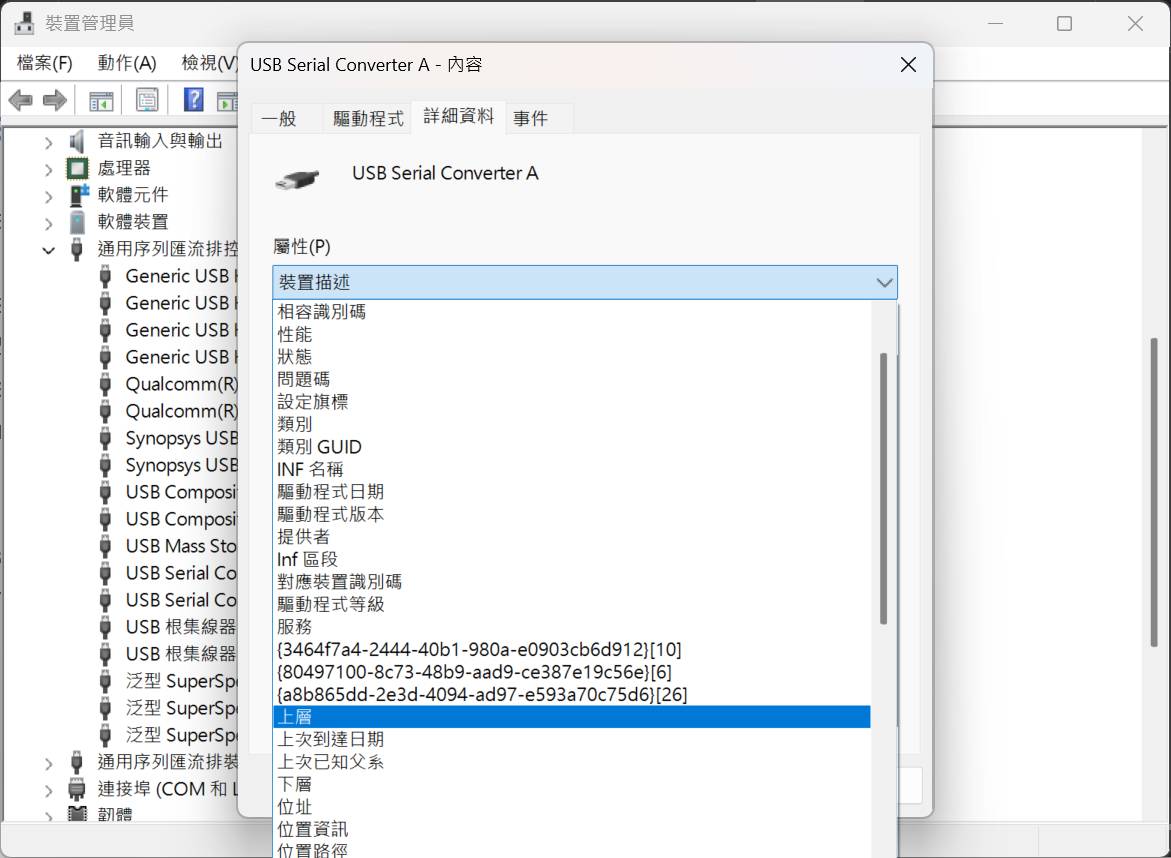 裝置管理員
檔案(F) 動作(A) 檢視(V)
音訊輸入與輸出
處理器
軟體元件
軟體裝置
通用序列匯流排控
Generic USB
Generic USB
Generic USB
Generic USB
Qualcomm(R)
Qualcomm(R)
Synopsys USB
Synopsys USB
USB Composi
USB Composi
USB Mass Sto
USB Serial Co
USB Serial Co
USB 根集線器
USB 根集線器
泛型 SuperSpe
泛型 SuperSpe
泛型 SuperSpe
通用序列匯流排裝
連接埠 (COM 和 L
韌體
USB Serial Converter A - 內容
一般 驅動程式 詳細資料 事件
USB Serial Converter A
屬性(P)
裝置描述
相容識別碼
性能
狀態
問題碼
設定旗標
類別
類別 GUID
INF 名稱
驅動程式日期
驅動程式版本
提供者
Inf 區段
對應裝置識別碼
驅動程式等級
服務
{3464f7a4-2444-40b1-980a-e0903cb6d912}[10]
{80497100-8c73-48b9-aad9-ce387e19c56e}[6]
{a8b865dd-2e3d-4094-ad97-e593a70c75d6}[26]
上層
上次到達日期
上次已知父系
下層
位址
位置資訊
位置路徑